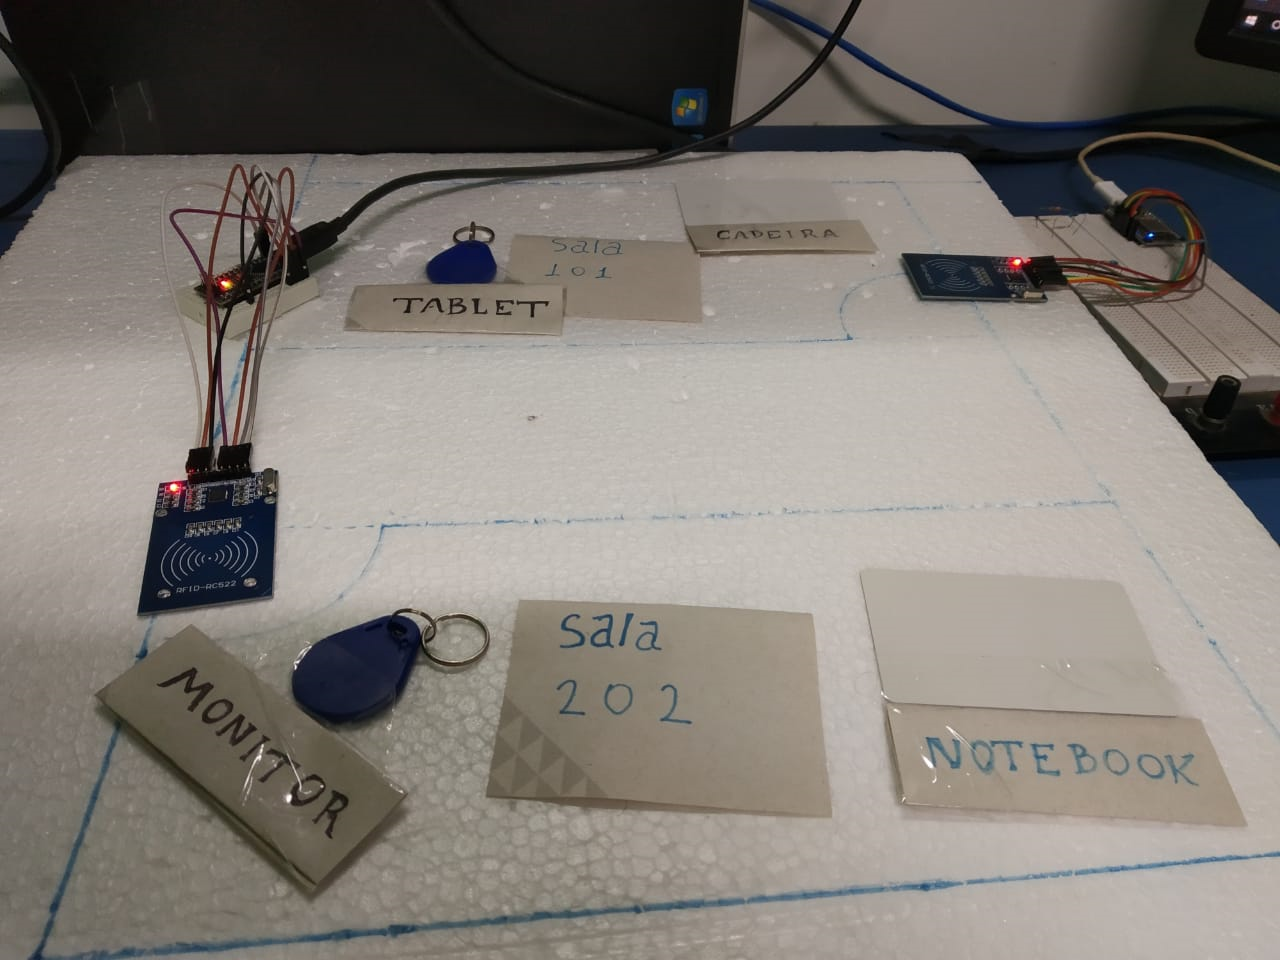 Sala
101
CADEIRA
TABLET
RFID-RC522
MONITOR
Sala
202
NOTEBOOK